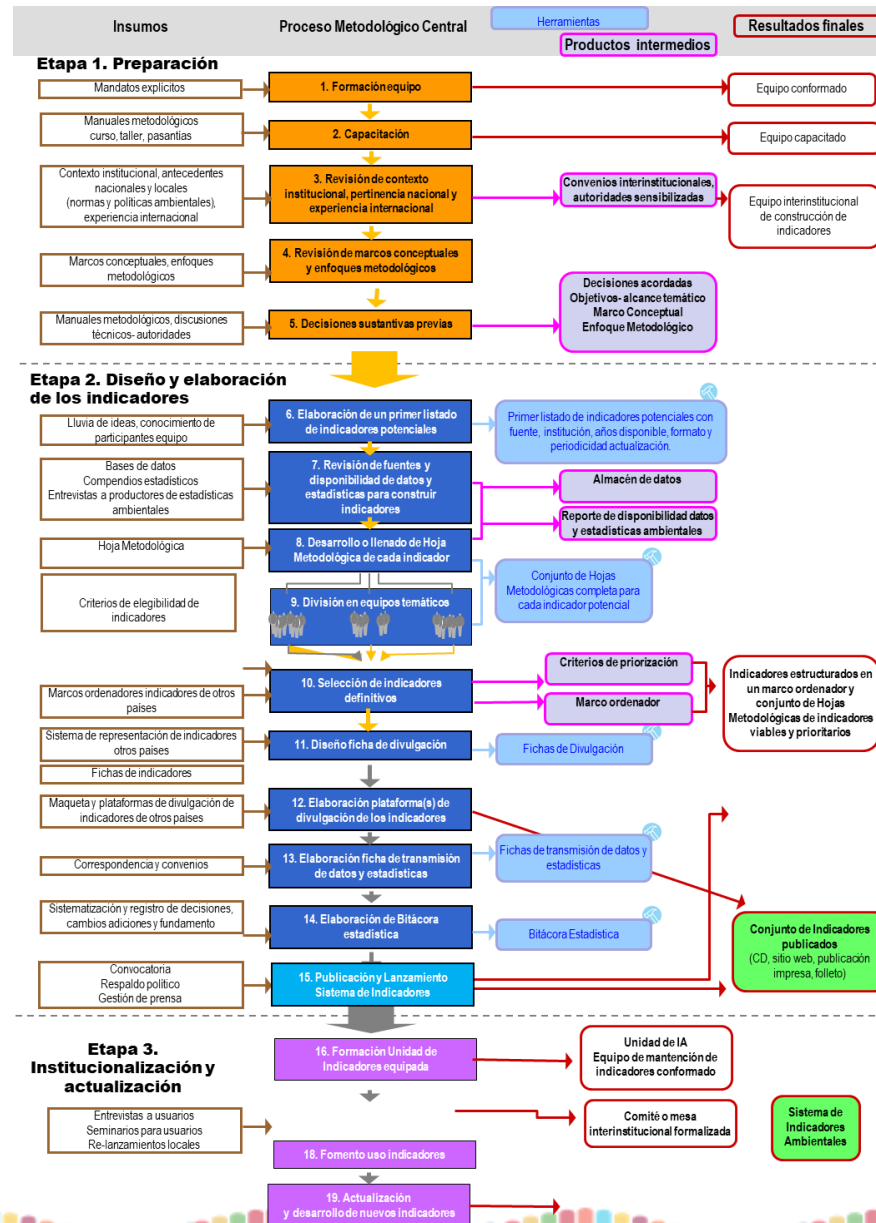 Insumos
Proceso Metodológico Central
Herramientas
Productos intermedios
Resultados finales
Etapa 1. Preparación
Mandatos explícitos
1. Formación equipo
Equipo conformado
Manuales metodológicos
curso, taller, pasantías
2. Capacitación
Equipo capacitado
Contexto institucional, antecedentes
nacionales y locales
(normas y políticas ambientales),
experiencia internacional
3. Revisión de contexto
institucional, pertinencia nacional y
experiencia internacional
Convenios interinstitucionales,
autoridades sensibilizadas
Equipo interinstitucional
de construcción de
indicadores
Marcos conceptuales, enfoques
metodológicos
4. Revisión de marcos conceptuales
y enfoques metodológicos
Manuales metodológicos, discusiones
técnicos- autoridades
5. Decisiones sustantivas previas
Decisiones acordadas
Objetivos- alcance temático
Marco Conceptual
Enfoque Metodológico
Etapa 2. Diseño y elaboración
de los indicadores
Lluvia de ideas, conocimiento de
participantes equipo
6. Elaboración de un primer listado
de indicadores potenciales
Primer listado de indicadores potenciales con
fuente, institución, años disponible, formato y
periodicidad actualización.
Bases de datos
Compendios estadísticos
Entrevistas a productores de estadísticas
ambientales
7. Revisión de fuentes y
disponibilidad de datos y
estadísticas para construir
indicadores
Almacén de datos
Reporte de disponibilidad datos
y estadísticas ambientales
Hoja Metodológica
8. Desarrollo o llenado de Hoja
Metodológica de cada indicador
Conjunto de Hojas
Metodológicas completa para
cada indicador potencial
Criterios de elegibilidad de
indicadores
9. División en equipos temáticos
Marcos ordenadores indicadores de otros
países
10. Selección de indicadores
definitivos
Criterios de priorización
Marco ordenador
Indicadores estructurados en
un marco ordenador y
conjunto de Hojas
Metodológicas de indicadores
viables y prioritarios
Sistema de representación de indicadores
otros países
11. Diseño ficha de divulgación
Fichas de Divulgación
Fichas de indicadores
Maqueta y plataformas de divulgación de
indicadores de otros países
12. Elaboración plataforma(s) de
divulgación de los indicadores
Correspondencia y convenios
13. Elaboración ficha de transmisión
de datos y estadísticas
Fichas de transmisión de datos y
estadísticas
Sistematización y registro de decisiones,
cambios adiciones y fundamento
14. Elaboración de Bitácora
estadística
Bitácora Estadística
Conjunto de Indicadores
publicados
(CD, sitio web, publicación
impresa, folleto)
Convocatoria
Respaldo político
Gestión de prensa
15. Publicación y Lanzamiento
Sistema de Indicadores
Etapa 3.
Institucionalización y
actualización
16. Formación Unidad de
Indicadores equipada
Unidad de IA
Equipo de mantención de
indicadores conformado
Entrevistas a usuarios
Seminarios para usuarios
Re-lanzamientos locales
Comité o mesa
interinstitucional formalizada
Sistema de
Indicadores
Ambientales
18. Fomento uso indicadores
19. Actualización
y desarrollo de nuevos indicadores